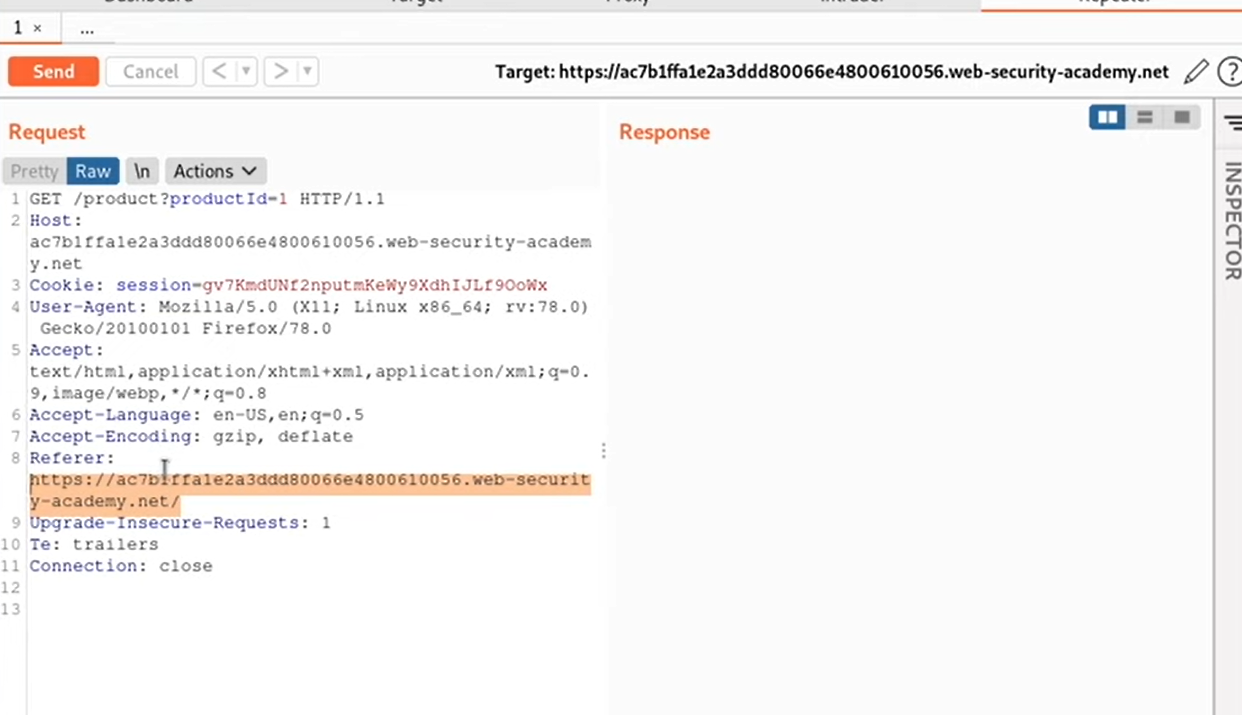 Dashboard Target Proxy Intruder Repeater
1 × ...
Send Cancel < > Target: https://ac7b1ffa1e2a3ddd80066e4800610056.web-security-academy.net ?
Request
Response
Pretty Raw \n Actions
1 GET /product?productId=1 HTTP/1.1
2 Host:
ac7b1ffa1e2a3ddd80066e4800610056.web-security-academ
y.net
3 Cookie: session=gv7KmdUNf2nputmKeWy9XdhIJLf9OoWx
4 User-Agent: Mozilla/5.0 (X11; Linux x86_64; rv:78.0)
Gecko/20100101 Firefox/78.0
5 Accept:
text/html,application/xhtml+xml,application/xml;q=0.
9,image/webp,*/*;q=0.8
6 Accept-Language: en-US,en;q=0.5
7 Accept-Encoding: gzip, deflate
8 Referer:
https://ac7b1ffa1e2a3ddd80066e4800610056.web-securit
y-academy.net/
9 Upgrade-Insecure-Requests: 1
10 Te: trailers
11 Connection: close
12
13
INSPECTOR